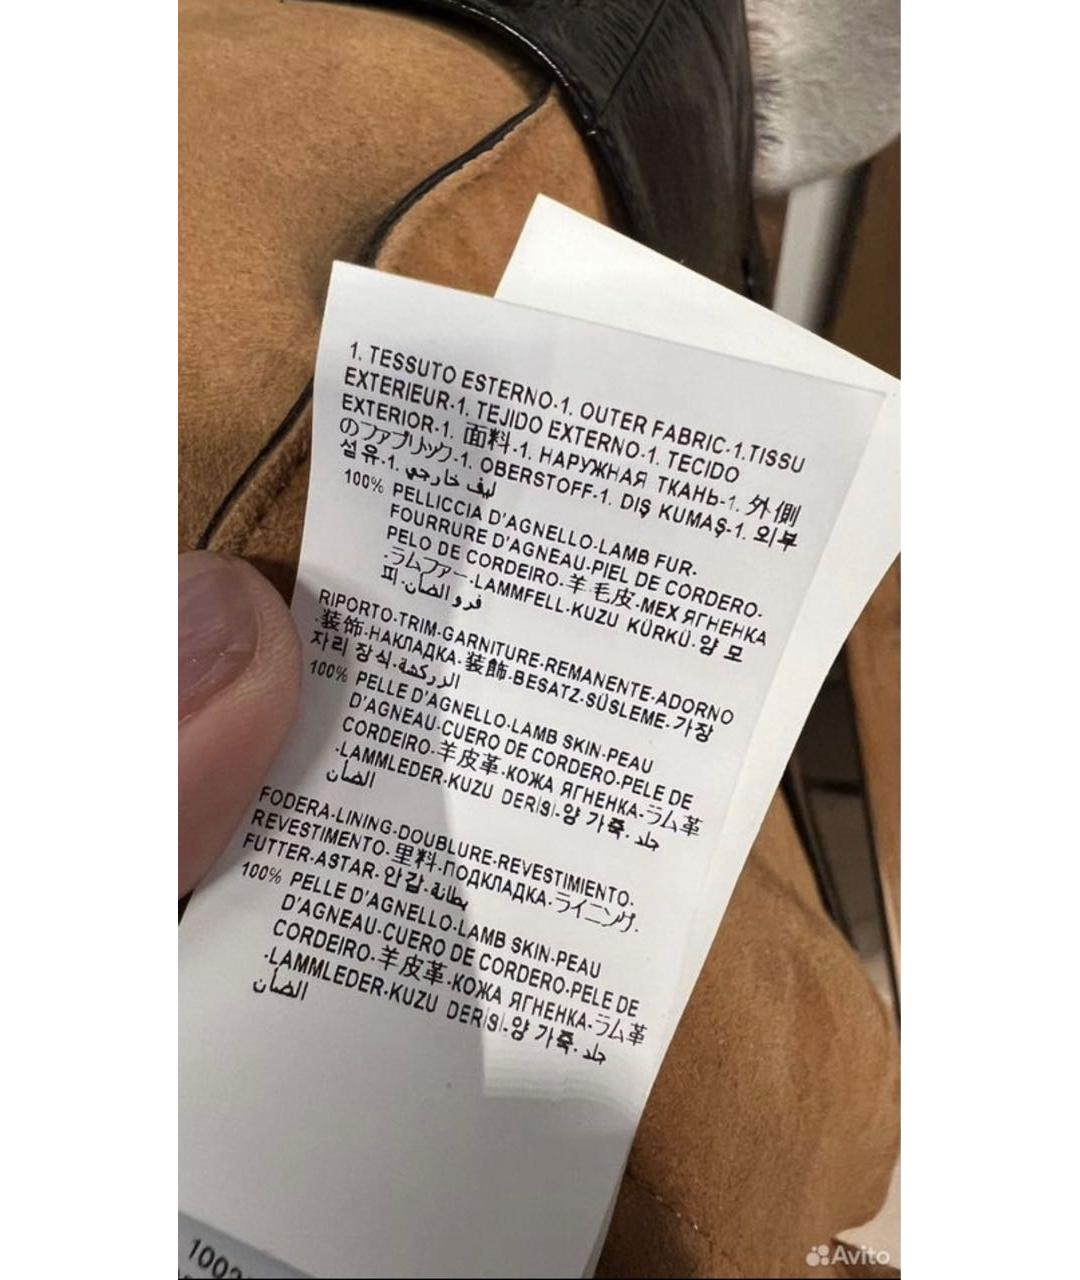 1. TESSUTO ESTERNO-1. OUTER FABRIC-1.TISSU
EXTERIEUR-1. TEJIDO EXTERNO-1. TECIDO
EXTERIOR-1. 面料-1. НАРУЖНАЯ ТКАНЬ-1. 外側
のファブリック-1. OBERSTOFF-1. DIŞ KUMAŞ-1. 외부
섬유-1. ليف خارجي
100% PELLICCIA D'AGNELLO-LAMB FUR-
FOURRURE D'AGNEAU-PIEL DE CORDERO-
PELO DE CORDEIRO-羊毛皮-МЕХ ЯГНЕНКА
-ラムファー-LAMMFELL-KUZU KÜRKÜ-양 모
피-فرو الضأن
RIPORTO-TRIM-GARNITURE-REMANENTE-ADORNO
-装饰-НАКЛАДКА-装飾-BESATZ-SÜSLEME-가장
자리 장식-الزركشة
100% PELLE D'AGNELLO-LAMB SKIN-PEAU
D'AGNEAU-CUERO DE CORDERO-PELE DE
CORDEIRO-羊皮革-КОЖА ЯГНЕНКА-ラム革
-LAMMLEDER-KUZU DERİSİ-양 가죽-جلد
الضأن
FODERA-LINING-DOUBLURE-REVESTIMIENTO-
REVESTIMENTO-里料-ПОДКЛАДКА-ライニング-
FUTTER-ASTAR-안감-بطانة
100% PELLE D'AGNELLO-LAMB SKIN-PEAU
D'AGNEAU-CUERO DE CORDERO-PELE DE
CORDEIRO-羊皮革-КОЖА ЯГНЕНКА-ラム革
-LAMMLEDER-KUZU DERİSİ-양 가죽-جلد
الضأن
Avito